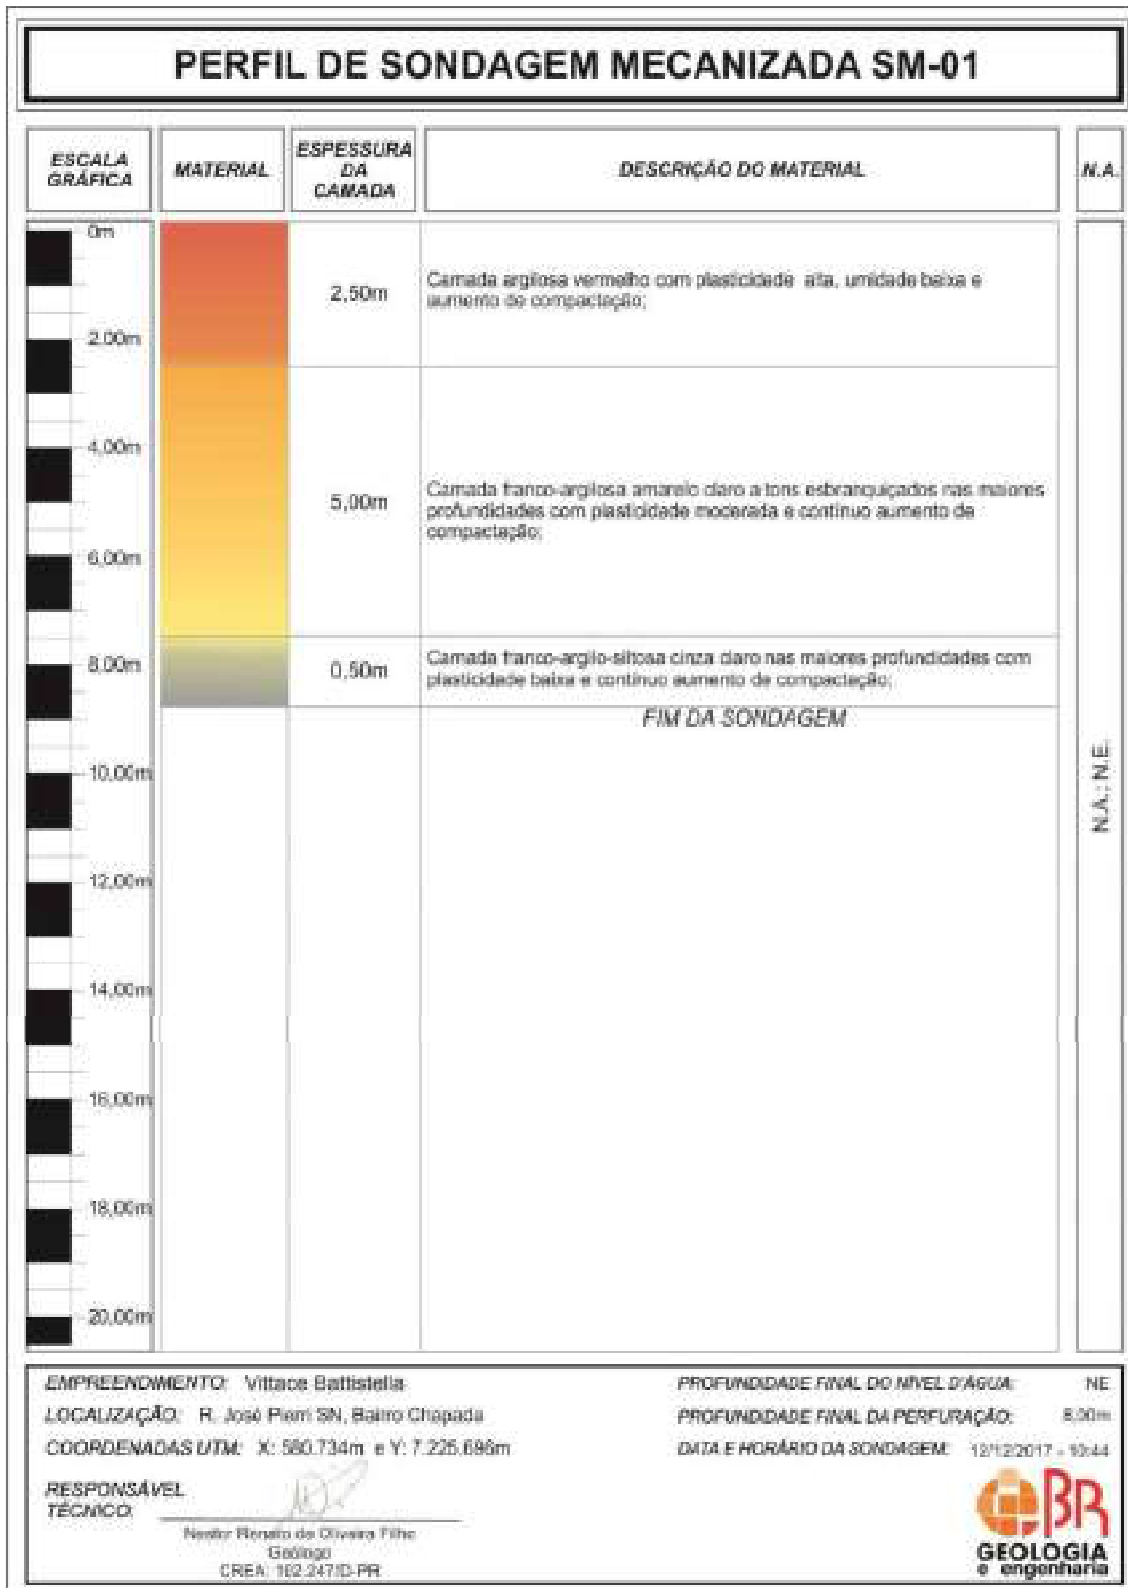 PERFIL DE SONDAGEM MECANIZADA SM-01
ESCALA
GRÁFICA
MATERIAL
ESPESSURA
DA
CAMADA
DESCRIÇÃO DO MATERIAL
N.A.
0m
2,50m
Camada argilosa vermelho com plasticidade alta, umidade baixa e
aumento de compactação;
2,00m
4,00m
5,00m
Camada franco-argilosa amarelo claro a tons esbranquiçados nas maiores
profundidades com plasticidade moderada e contínuo aumento de
compactação;
6,00m
8,00m
0,50m
Camada franco-argilo-siltosa cinza claro nas maiores profundidades com
plasticidade baixa e contínuo aumento de compactação;
FIM DA SONDAGEM
10,00m
N.A.: N.E.
12,00m
14,00m
16,00m
18,00m
20,00m
EMPREENDIMENTO: Vittace Battistella
LOCALIZAÇÃO: R. José Pierri SN, Bairro Chapada
COORDENADAS UTM: X: 580.734m e Y: 7.225.696m
RESPONSÁVEL
TÉCNICO:
Nestor Renato de Oliveira Filho
Geólogo
CREA: 102.247/D-PR
PROFUNDIDADE FINAL DO NÍVEL D'ÁGUA: NE
PROFUNDIDADE FINAL DA PERFURAÇÃO: 8,00m
DATA E HORÁRIO DA SONDAGEM: 12/12/2017 - 10:44
BR
GEOLOGIA
e engenharia